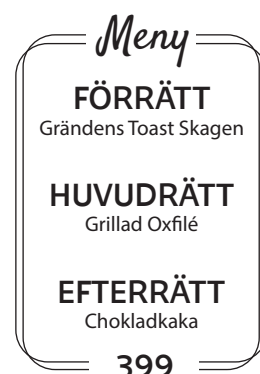 Meny
FÖRRÄTT
Grändens Toast Skagen
HUVUDRÄTT
Grillad Oxfilé
EFTERRÄTT
Chokladkaka
399